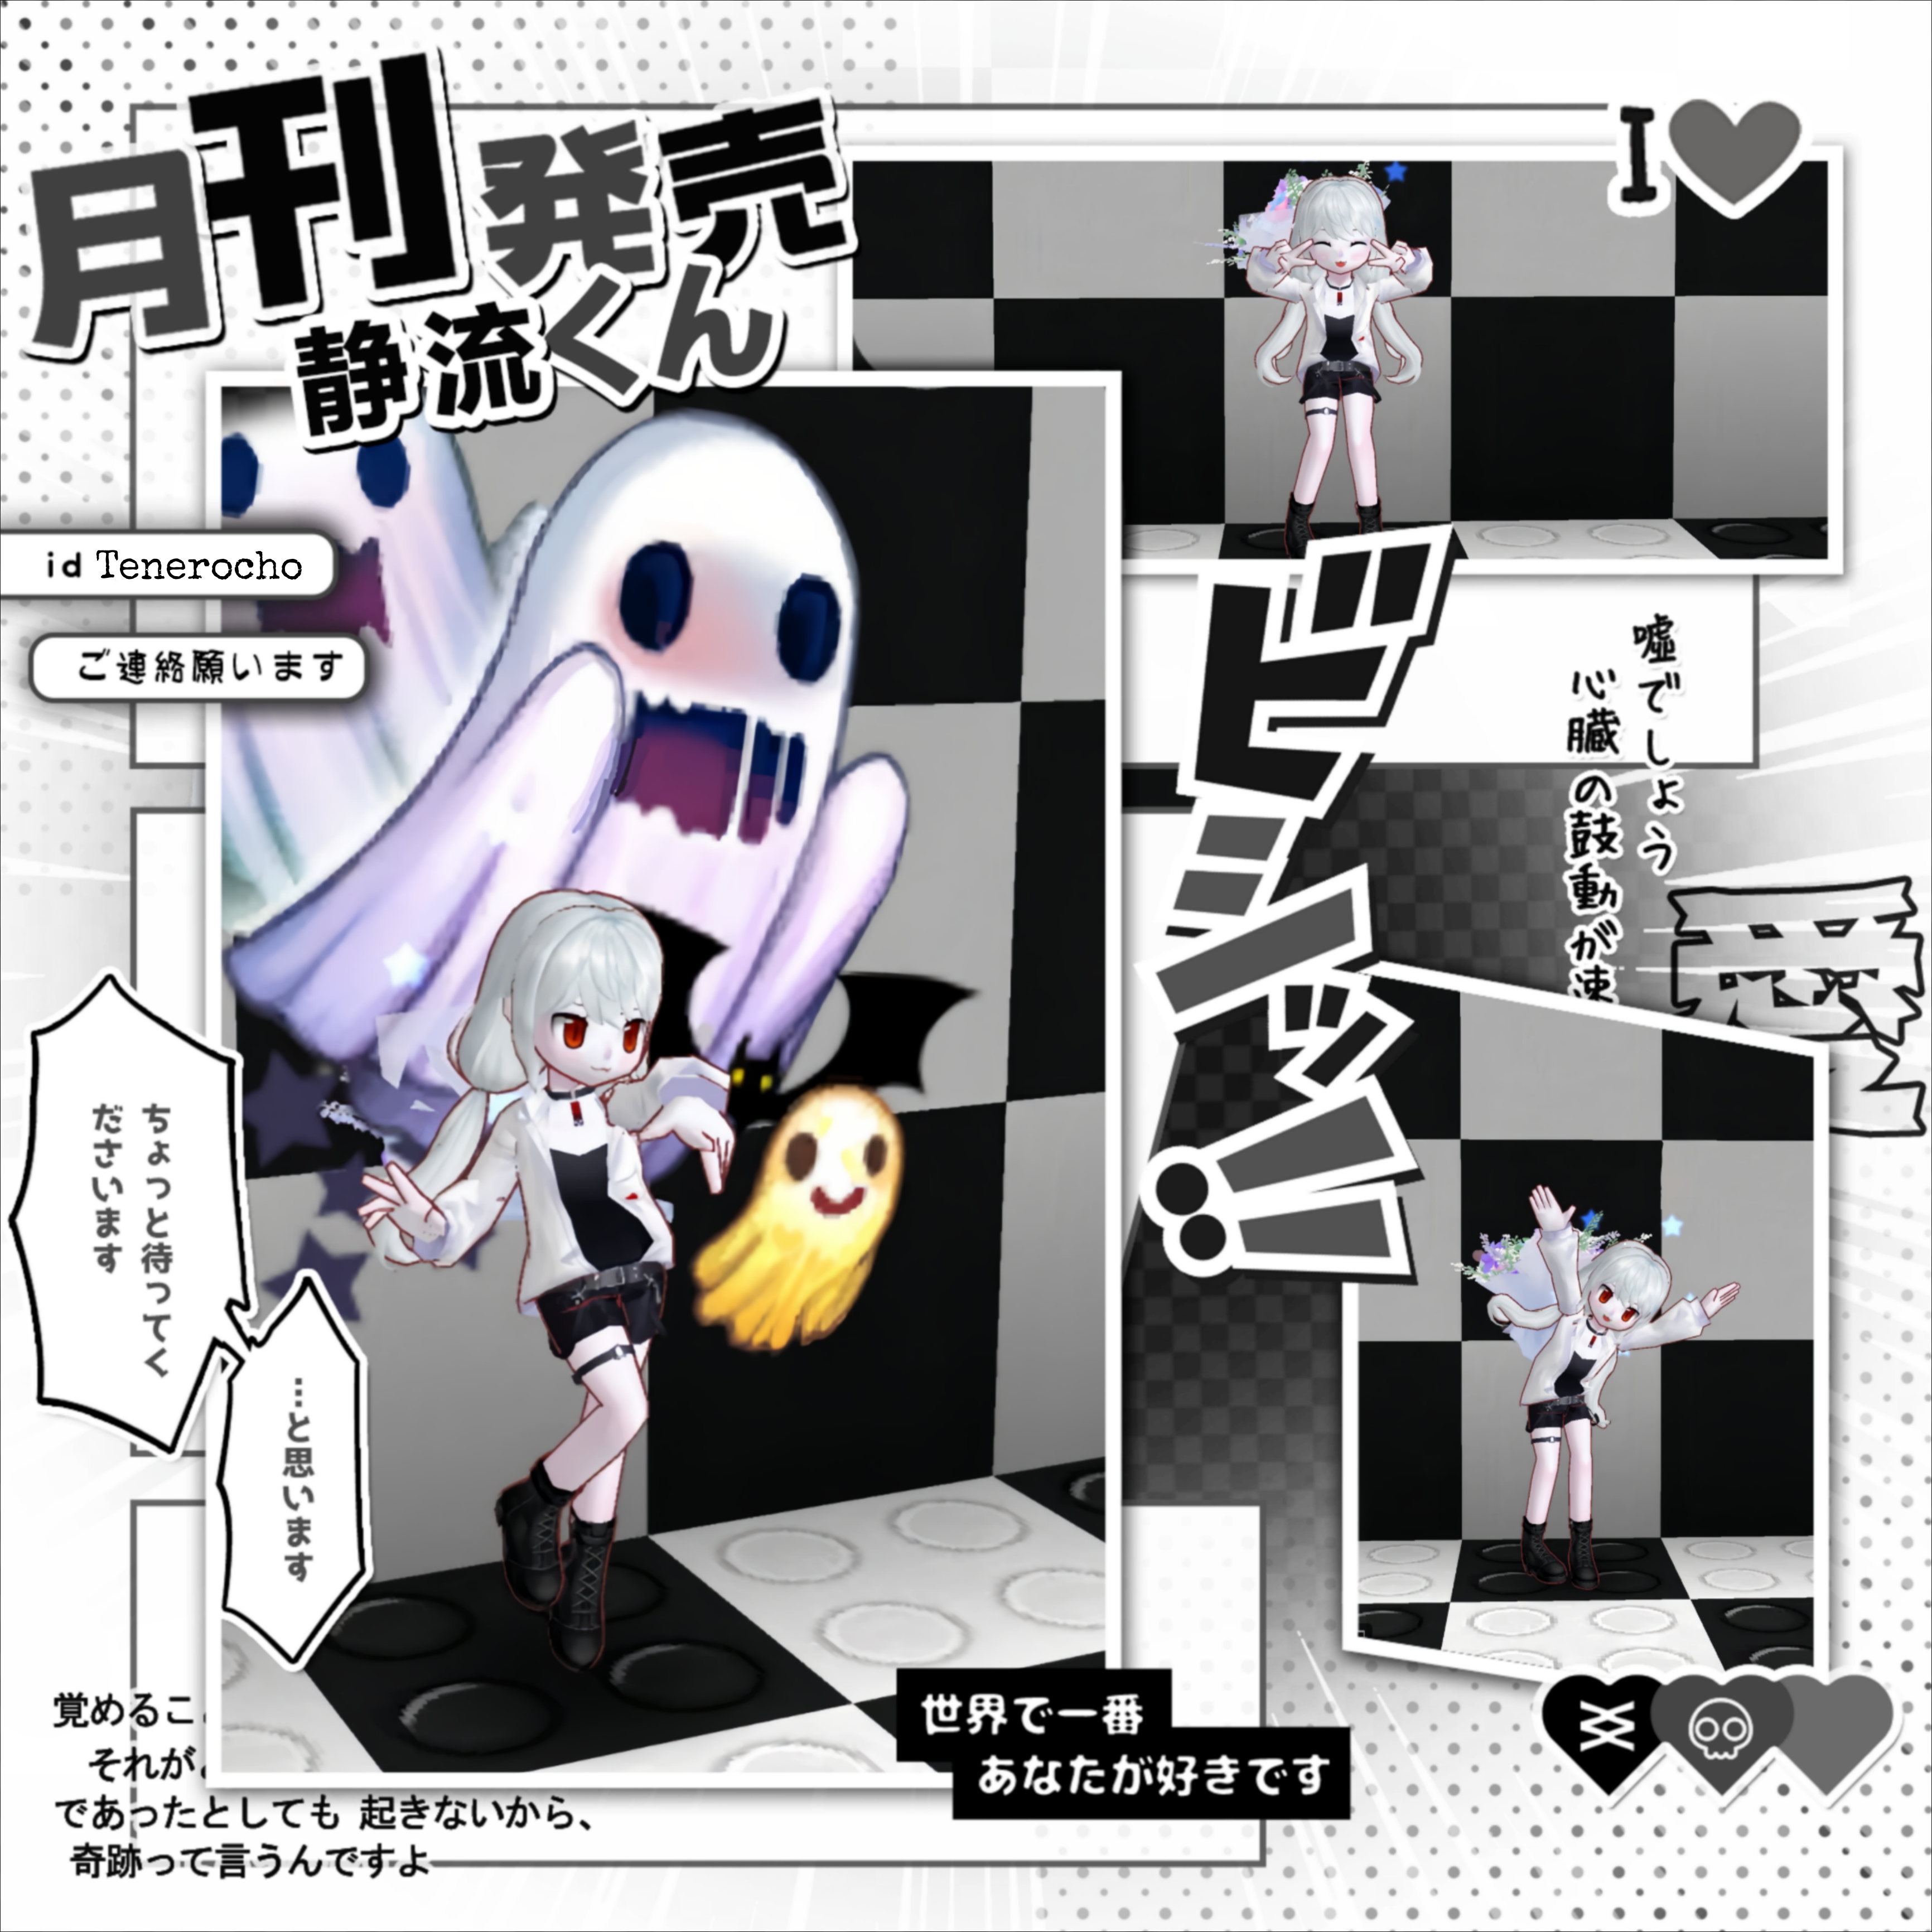 月刊発売
静流くん
I
id Tenerocho
ご連絡願います
ビシッ!!
嘘でしょう
心臓の鼓動が速
ちょっと待ってく
ださいます
…と思います
覚めるこ
それが
であったとしても 起きないから、
奇跡って言うんですよ
世界で一番
あなたが好きです